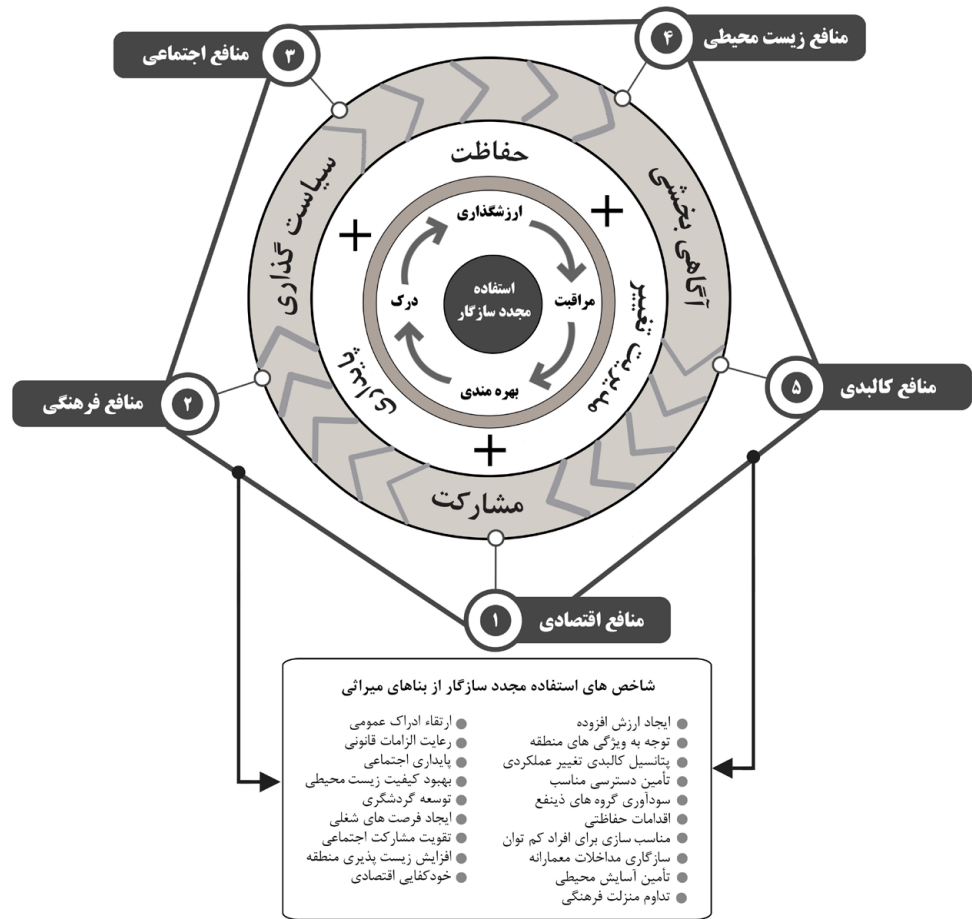 منافع زیست محیطی
۴
۳
منافع اجتماعی
حفاظت
سیاست گذاری
آگاهی بخشی
+
+
ارزشگذاری
استفاده
مجدد سازگار
مراقبت
درک
بهره مندی
مدیریت تغییر
پایداری
+
مشارکت
منافع کالبدی
۵
۲
منافع فرهنگی
۱
منافع اقتصادی
شاخص های استفاده مجدد سازگار از بناهای میراثی
ایجاد ارزش افزوده
توجه به ویژگی های منطقه
پتانسیل کالبدی تغییر عملکردی
تأمین دسترسی مناسب
سودآوری گروه های ذینفع
اقدامات حفاظتی
مناسب سازی برای افراد کم توان
سازگاری مداخلات معمارانه
تأمین آسایش محیطی
تداوم منزلت فرهنگی
ارتقاء ادراک عمومی
رعایت الزامات قانونی
پایداری اجتماعی
بهبود کیفیت زیست محیطی
توسعه گردشگری
ایجاد فرصت های شغلی
تقویت مشارکت اجتماعی
افزایش زیست پذیری منطقه
خودکفایی اقتصادی